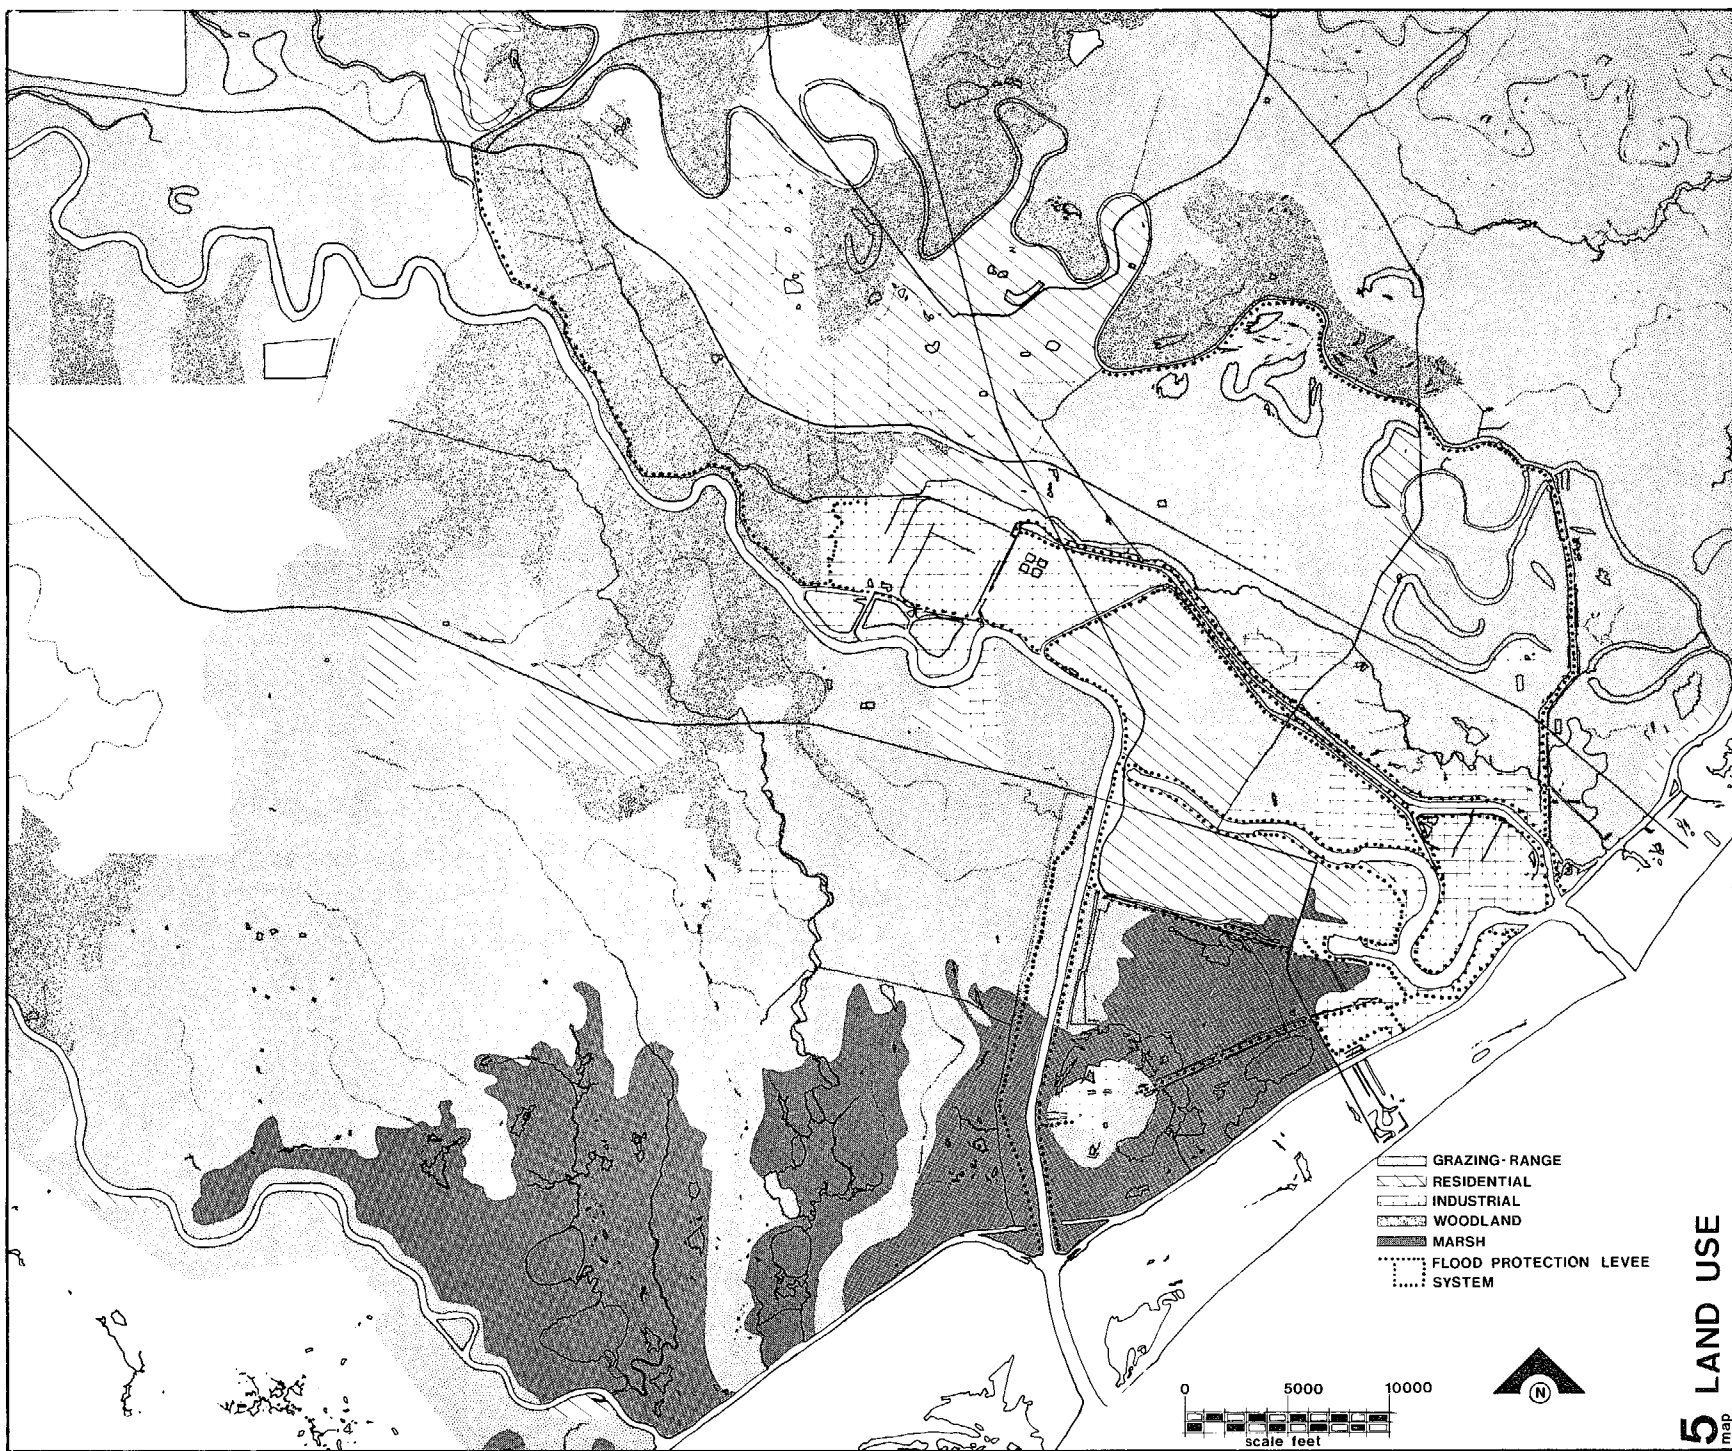 GRAZING-RANGE
RESIDENTIAL
INDUSTRIAL
WOODLAND
MARSH
FLOOD PROTECTION LEVEE
SYSTEM
0 5000 10000
scale feet
N
5 map LAND USE